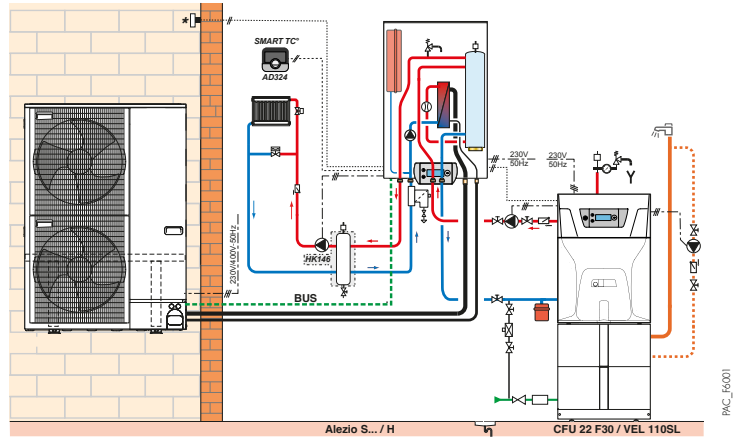 *
SMART TC°
AD324
230V
50Hz
230V
50Hz
Y
HK146
230V/400V-50Hz
BUS
PAC_F6001
Alezio S... / H
CFU 22 F30 / VEL 110SL